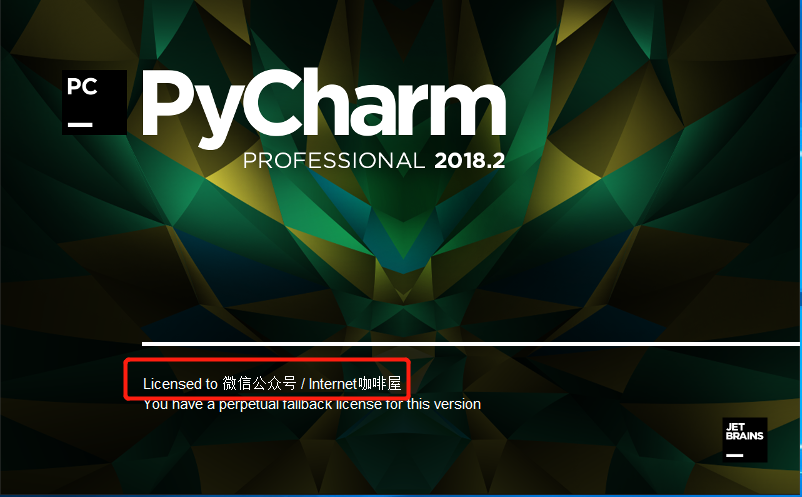 PC
PyCharm
PROFESSIONAL 2018.2
Licensed to 微信公众号 / Internet咖啡屋
You have a perpetual fallback license for this version
JET
BRAINS